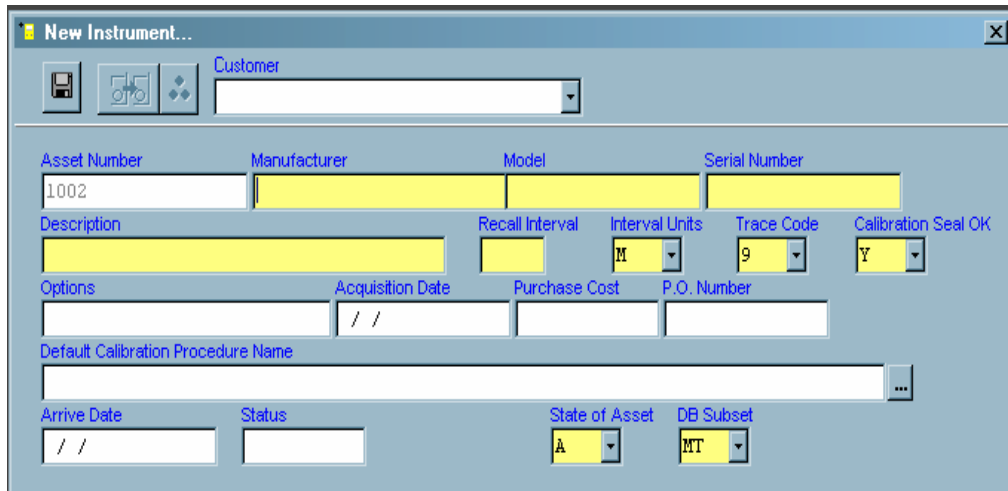 New Instrument...
Customer
Asset Number Manufacturer Model Serial Number
1002
Description Recall Interval Interval Units Trace Code Calibration Seal OK
M 9 Y
Options Acquisition Date Purchase Cost P.O. Number
/ /
Default Calibration Procedure Name
...
Arrive Date Status State of Asset DB Subset
/ / A MT